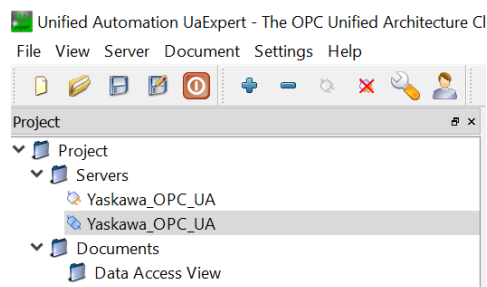 Unified Automation UaExpert - The OPC Unified Architecture Cl
File View Server Document Settings Help
Project
Project
Servers
Yaskawa_OPC_UA
Yaskawa_OPC_UA
Documents
Data Access View